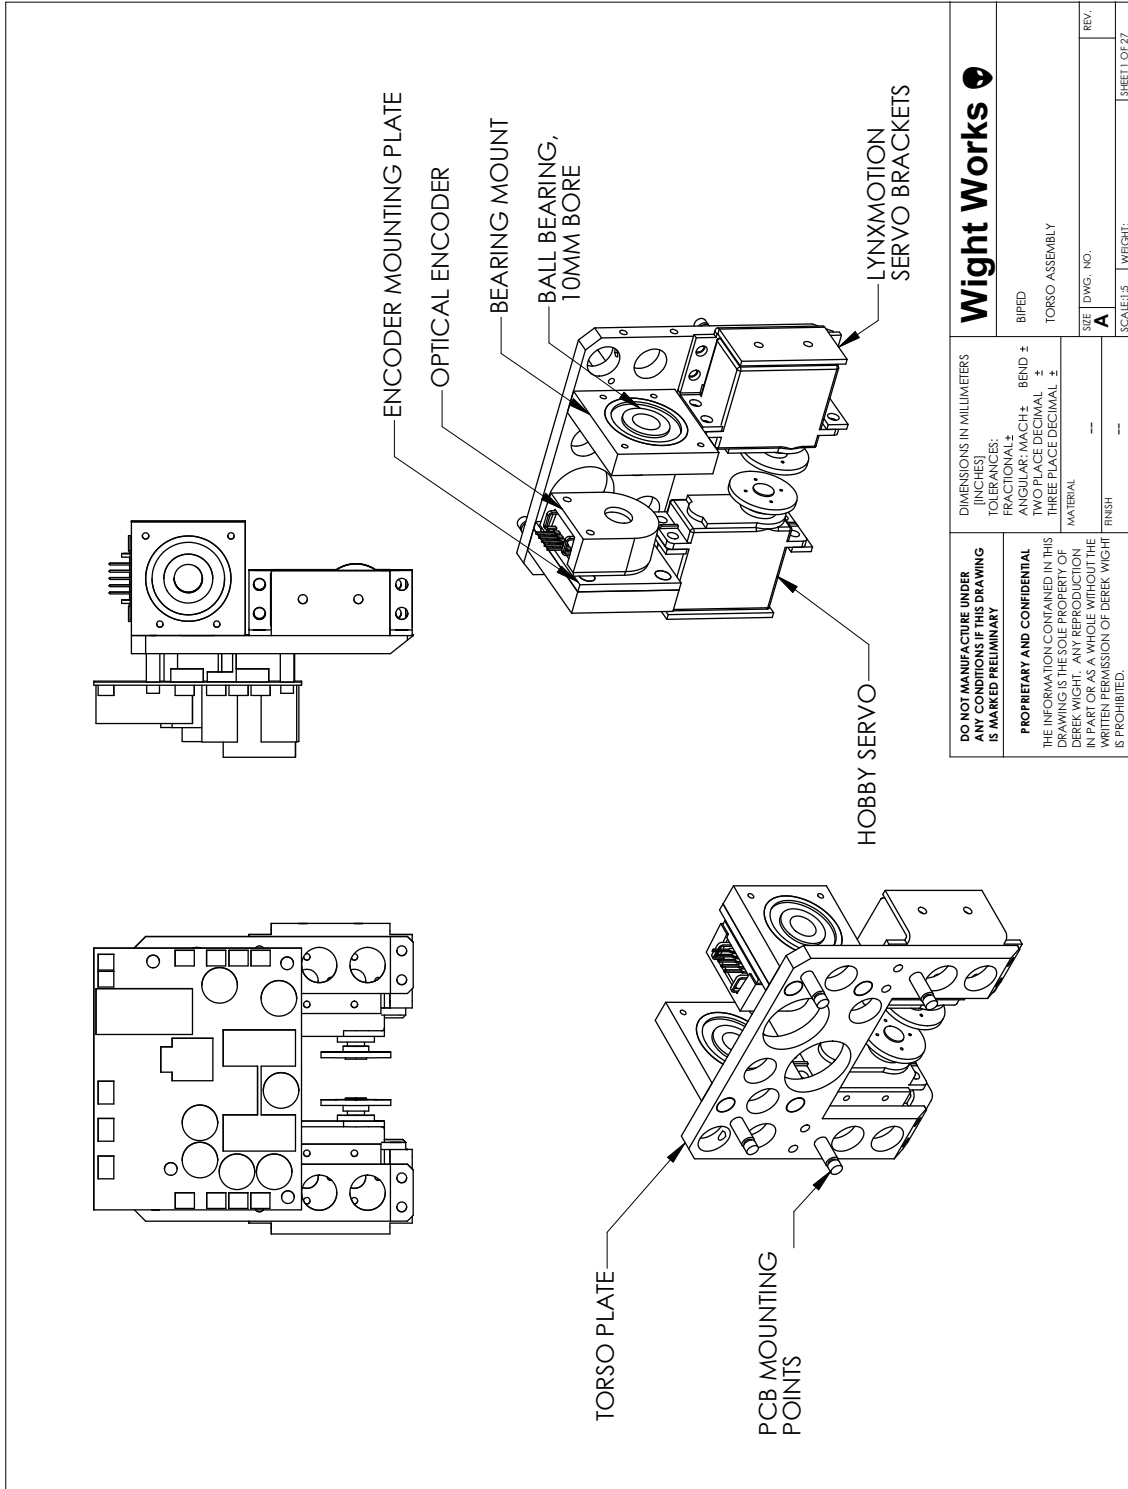 ENCODER MOUNTING PLATE
OPTICAL ENCODER
BEARING MOUNT
BALL BEARING,
10MM BORE
LYNXMOTION
SERVO BRACKETS
HOBBY SERVO
TORSO PLATE
PCB MOUNTING
POINTS
DO NOT MANUFACTURE UNDER
ANY CONDITIONS IF THIS DRAWING
IS MARKED PRELIMINARY
PROPRIETARY AND CONFIDENTIAL
THE INFORMATION CONTAINED IN THIS
DRAWING IS THE SOLE PROPERTY OF
DEREK WIGHT. ANY REPRODUCTION
IN PART OR AS A WHOLE WITHOUT THE
WRITTEN PERMISSION OF DEREK WIGHT
IS PROHIBITED.
DIMENSIONS IN MILLIMETERS
[INCHES]
TOLERANCES:
FRACTIONAL ±
ANGULAR: MACH ± BEND ±
TWO PLACE DECIMAL ±
THREE PLACE DECIMAL ±
MATERIAL
--
FINISH
--
Wight Works
BIPED
TORSO ASSEMBLY
SIZE
A
DWG. NO.
REV.
SCALE:1:5
WEIGHT:
SHEET 1 OF 27